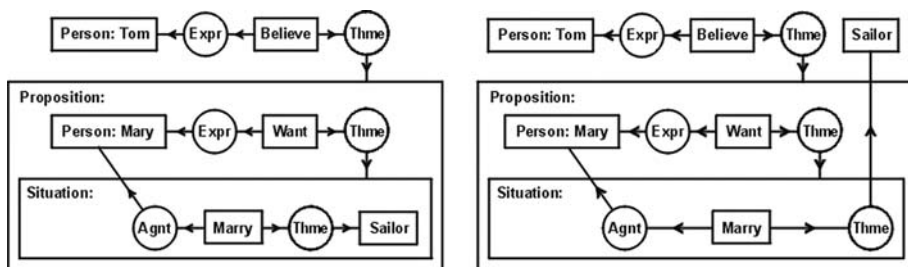 Person: Tom Expr Believe Thme
Proposition:
Person: Mary Expr Want Thme
Situation:
Agnt Marry Thme Sailor
Person: Tom Expr Believe Thme Sailor
Proposition:
Person: Mary Expr Want Thme
Situation:
Agnt Marry Thme